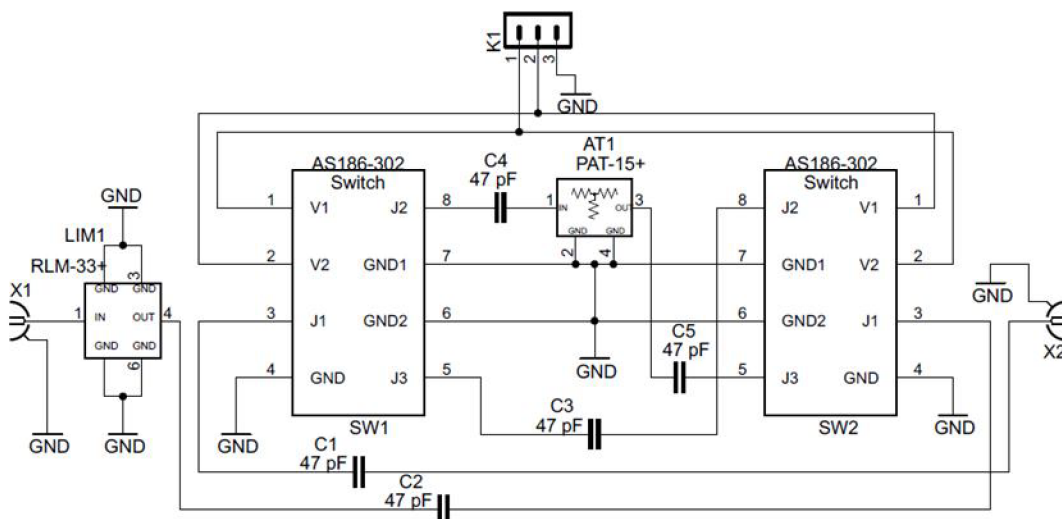 K1
1
2
3
GND
AS186-302
Switch
C4
47 pF
AT1
PAT-15+
AS186-302
Switch
GND
1
V1
J2
8
1
IN
OUT
3
8
J2
V1
1
GND
GND
LIM1
2
4
RLM-33+
3
2
V2
GND1
7
7
GND1
V2
2
GND
GND
GND
X1
1
IN
OUT
4
3
J1
GND2
6
6
GND2
J1
3
X2
GND
GND
C5
47 pF
6
GND
4
GND
J3
5
5
J3
GND
4
C3
47 pF
GND
GND
GND
SW1
SW2
GND
C1
47 pF
C2
47 pF